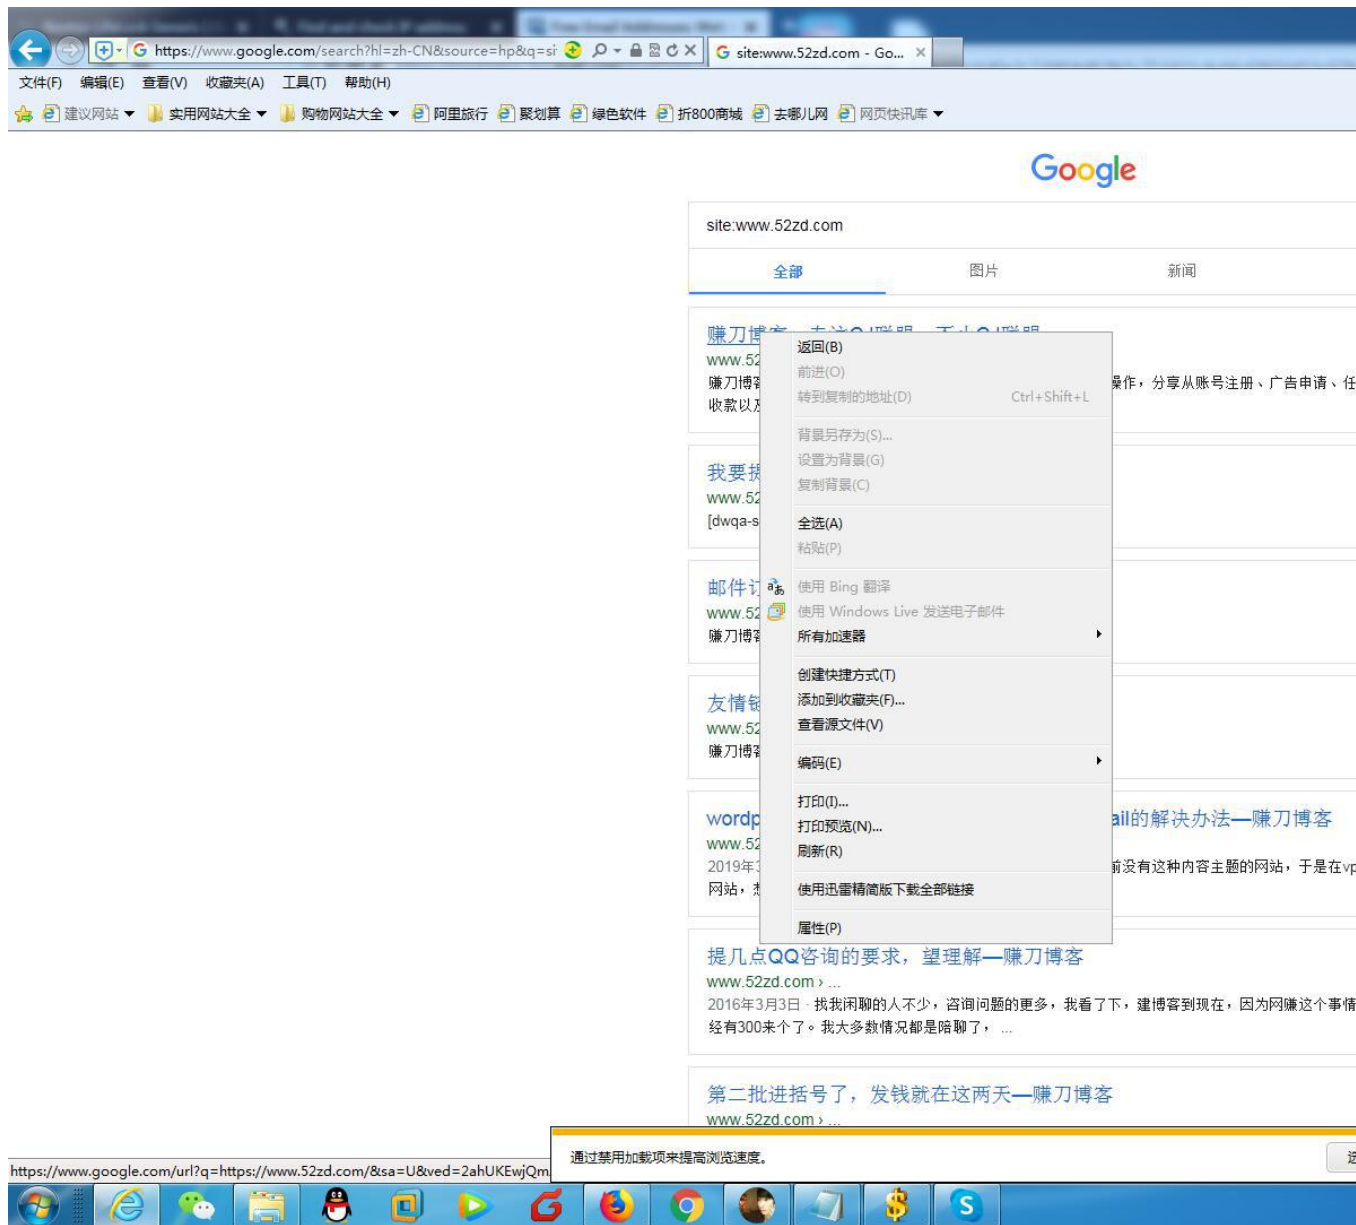 https://www.google.com/search?hl=zh-CN&source=hp&q=si
site:www.52zd.com - Go...
文件(F) 编辑(E) 查看(V) 收藏夹(A) 工具(T) 帮助(H)
建议网站 实用网站大全 购物网站大全 阿里旅行 聚划算 绿色软件 折800商城 去哪儿网 网页快讯库
Google
site:www.52zd.com
全部 图片 新闻
赚刀博
www.52
赚刀博客
操作，分享从账号注册、广告申请、任
收款以及
我要提
www.52
[dwqa-s
邮件订
www.52
赚刀博客
友情链
www.52
赚刀博客
wordp
ail的解决办法—赚刀博客
www.52
2019年3
前没有这种内容主题的网站，于是在vp
网站，想
返回(B)
前进(O)
转到复制的地址(D) Ctrl+Shift+L
背景另存为(S)...
设置为背景(G)
复制背景(C)
全选(A)
粘贴(P)
使用 Bing 翻译
使用 Windows Live 发送电子邮件
所有加速器
创建快捷方式(T)
添加到收藏夹(F)...
查看源文件(V)
编码(E)
打印(I)...
打印预览(N)...
刷新(R)
使用迅雷精简版下载全部链接
属性(P)
提几点QQ咨询的要求，望理解—赚刀博客
www.52zd.com › ...
2016年3月3日 · 找我闲聊的人不少，咨询问题的更多，我看了下，建博客到现在，因为网赚这个事情
经有300来个了。我大多数情况都是陪聊了， ...
第二批进括号了，发钱就在这两天—赚刀博客
www.52zd.com › ...
通过禁用加载项来提高浏览速度。
https://www.google.com/url?q=https://www.52zd.com/&sa=U&ved=2ahUKEwjQm